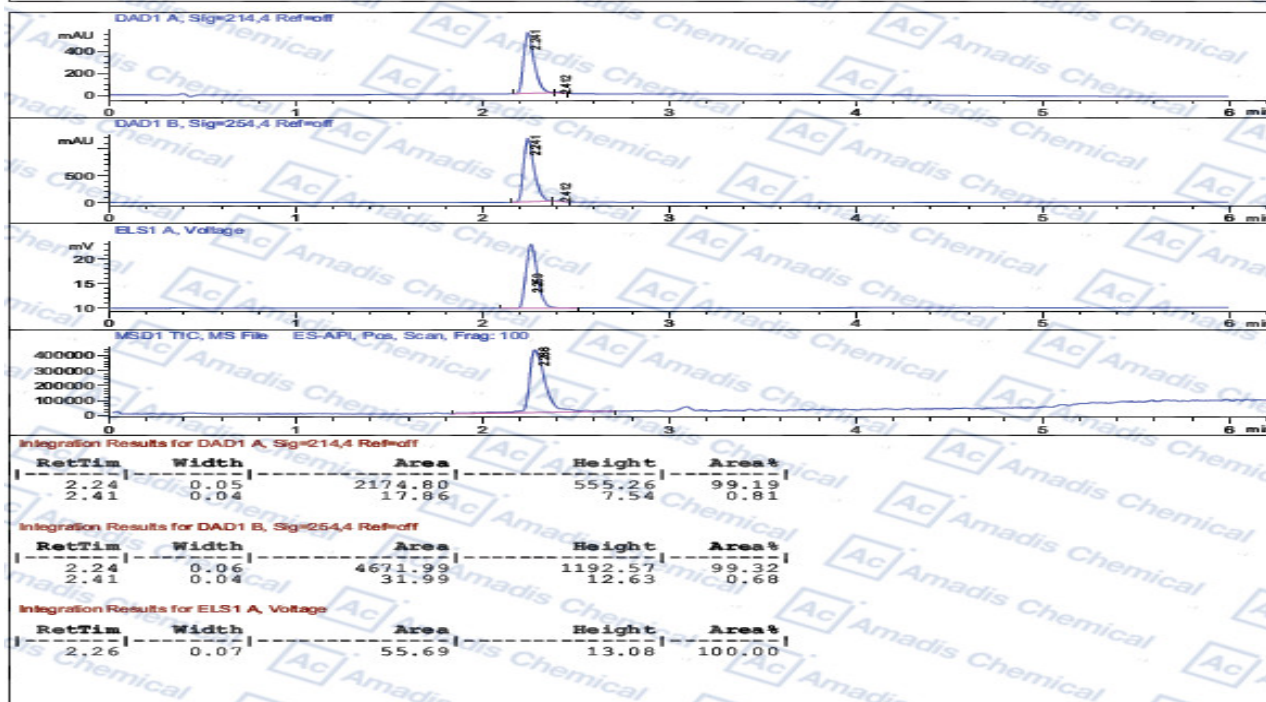 DAD1 A, Sig=214,4 Ref=off
mAU
400
200
0
2.241
2.412
1 2 3 4 5 6 min
DAD1 B, Sig=254,4 Ref=off
mAU
500
0
2.241
2.412
0 1 2 3 4 5 6 min
ELS1 A, Voltage
mV
20
15
10
0 1 2 3 4 5 6 min
MSD1 TIC, MS File ES-API, Pos, Scan, Frag: 100
400000
300000
200000
100000
0
0 1 2 3 4 5 6 min
Integration Results for DAD1 A, Sig=214,4 Ref=off
RetTim Width Area Height Area%
2.24 0.05 2174.80 555.26 99.19
2.41 0.04 17.86 7.54 0.81
Integration Results for DAD1 B, Sig=254,4 Ref=off
RetTim Width Area Height Area%
2.24 0.06 4671.99 1192.57 99.32
2.41 0.04 31.99 12.63 0.68
Integration Results for ELS1 A, Voltage
RetTim Width Area Height Area%
2.26 0.07 55.69 13.08 100.00
Ac Amadis Chemical